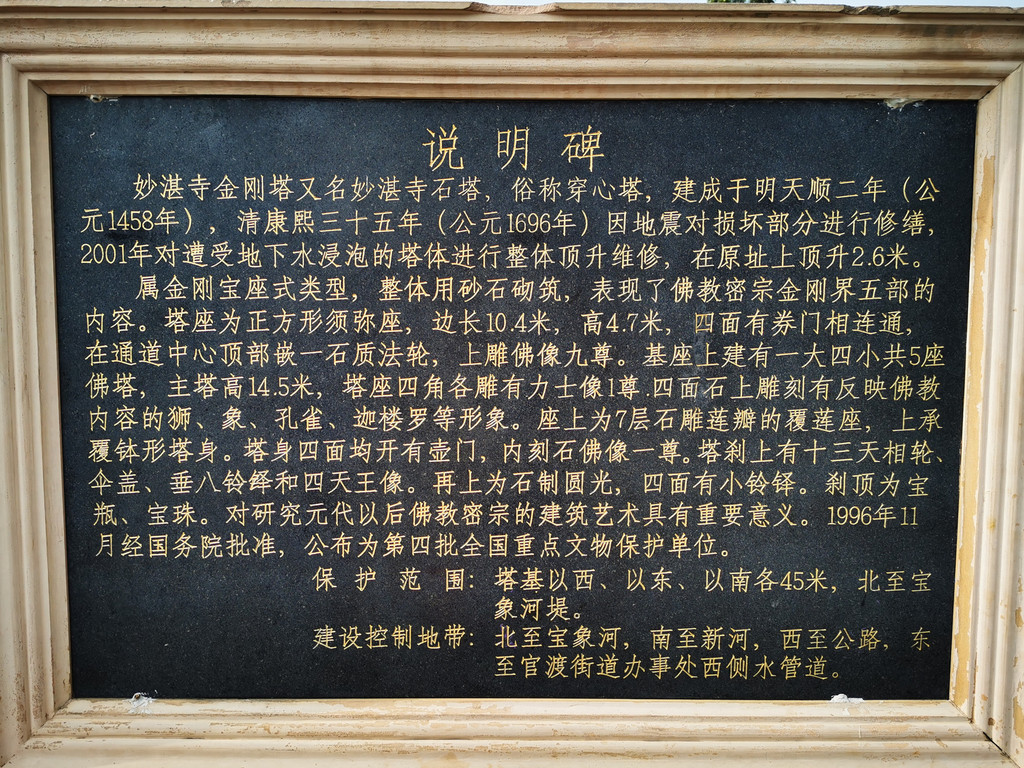 说明碑
妙湛寺金刚塔又名妙湛寺石塔，俗称穿心塔，建成于明天顺二年（公
元1458年），清康熙三十五年（公元1696年）因地震对损坏部分进行修缮，
2001年对遭受地下水浸泡的塔体进行整体顶升维修，在原址上顶升2.6米。
属金刚宝座式类型，整体用砂石砌筑，表现了佛教密宗金刚界五部的
内容。塔座为正方形须弥座，边长10.4米，高4.7米，四面有券门相连通，
在通道中心顶部嵌一石质法轮，上雕佛像九尊。基座上建有一大四小共5座
佛塔，主塔高14.5米，塔座四角各雕有力士像1尊.四面石上雕刻有反映佛教
内容的狮、象、孔雀、迦楼罗等形象。座上为7层石雕莲瓣的覆莲座，上承
覆钵形塔身。塔身四面均开有壶门，内刻石佛像一尊。塔刹上有十三天相轮、
伞盖、垂八铃铎和四天王像。再上为石制圆光，四面有小铃铎。刹顶为宝
瓶、宝珠。对研究元代以后佛教密宗的建筑艺术具有重要意义。1996年11
月经国务院批准，公布为第四批全国重点文物保护单位。
保护范围：塔基以西、以东、以南各45米，北至宝
象河堤。
建设控制地带：北至宝象河，南至新河，西至公路，东
至官渡街道办事处西侧水管道。